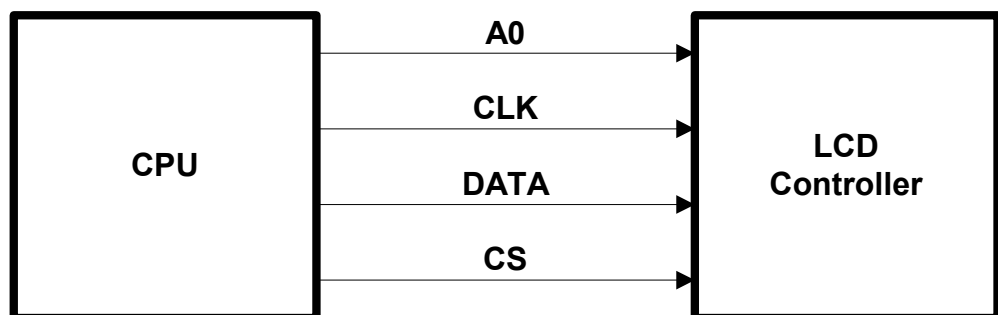 A0
CLK
CPU
DATA
CS
LCD
Controller